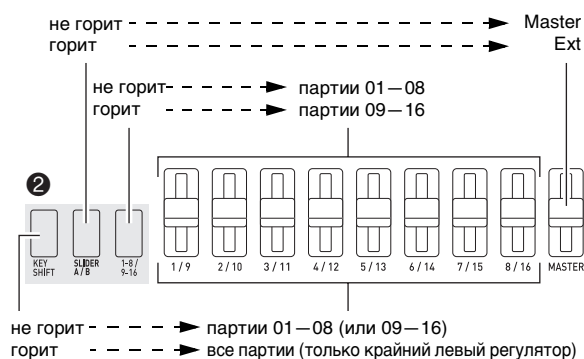 не горит Master
горит Ext
не горит партии 01—08
горит партии 09—16
❷
KEY SHIFT
SLIDER A/B
1-8/ 9-16
1/9
2/10
3/11
4/12
5/13
6/14
7/15
8/16
MASTER
не горит партии 01—08 (или 09—16)
горит все партии (только крайний левый регулятор)